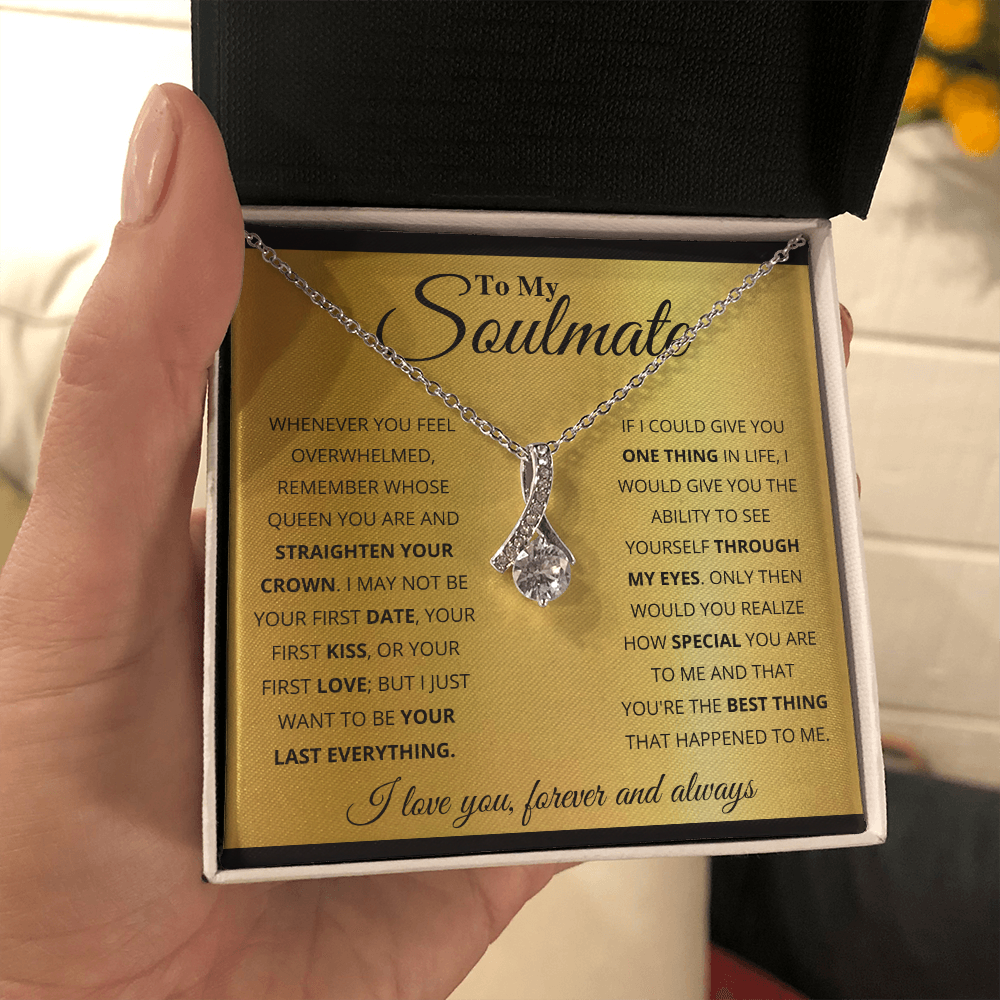 To My
Soulmate
WHENEVER YOU FEEL
OVERWHELMED,
REMEMBER WHOSE
QUEEN YOU ARE AND
STRAIGHTEN YOUR
CROWN. I MAY NOT BE
YOUR FIRST DATE, YOUR
FIRST KISS, OR YOUR
FIRST LOVE; BUT I JUST
WANT TO BE YOUR
LAST EVERYTHING.
IF I COULD GIVE YOU
ONE THING IN LIFE, I
WOULD GIVE YOU THE
ABILITY TO SEE
YOURSELF THROUGH
MY EYES. ONLY THEN
WOULD YOU REALIZE
HOW SPECIAL YOU ARE
TO ME AND THAT
YOU'RE THE BEST THING
THAT HAPPENED TO ME.
I love you, forever and always